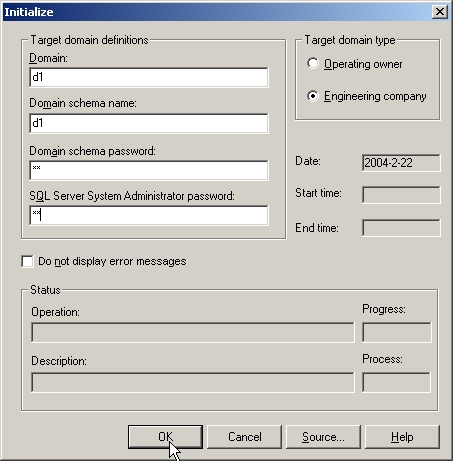 Initialize
Target domain definitions
Domain:
d1
Domain schema name:
d1
Domain schema password:
**
SQL Server System Administrator password:
**
Target domain type
Operating owner
Engineering company
Date: 2004-2-22
Start time:
End time:
Do not display error messages
Status
Operation:
Progress:
Description:
Process:
OK Cancel Source... Help